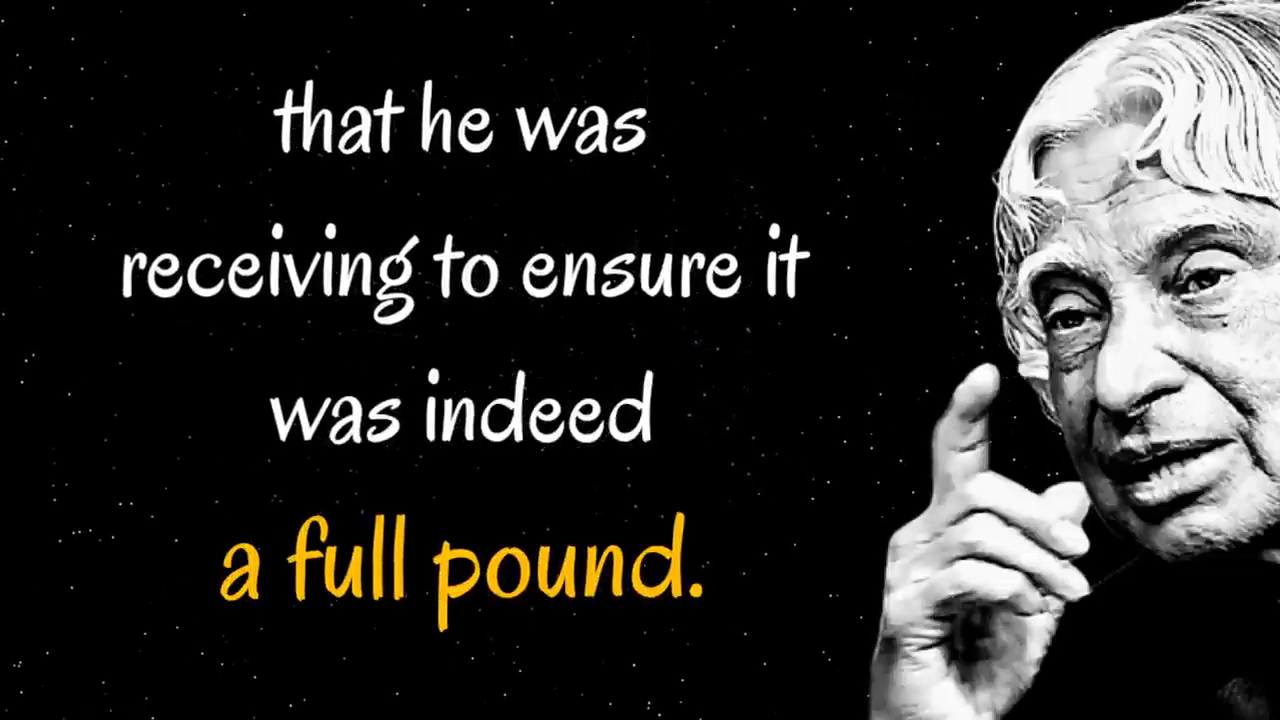 that he was
receiving to ensure it
was indeed
a full pound.